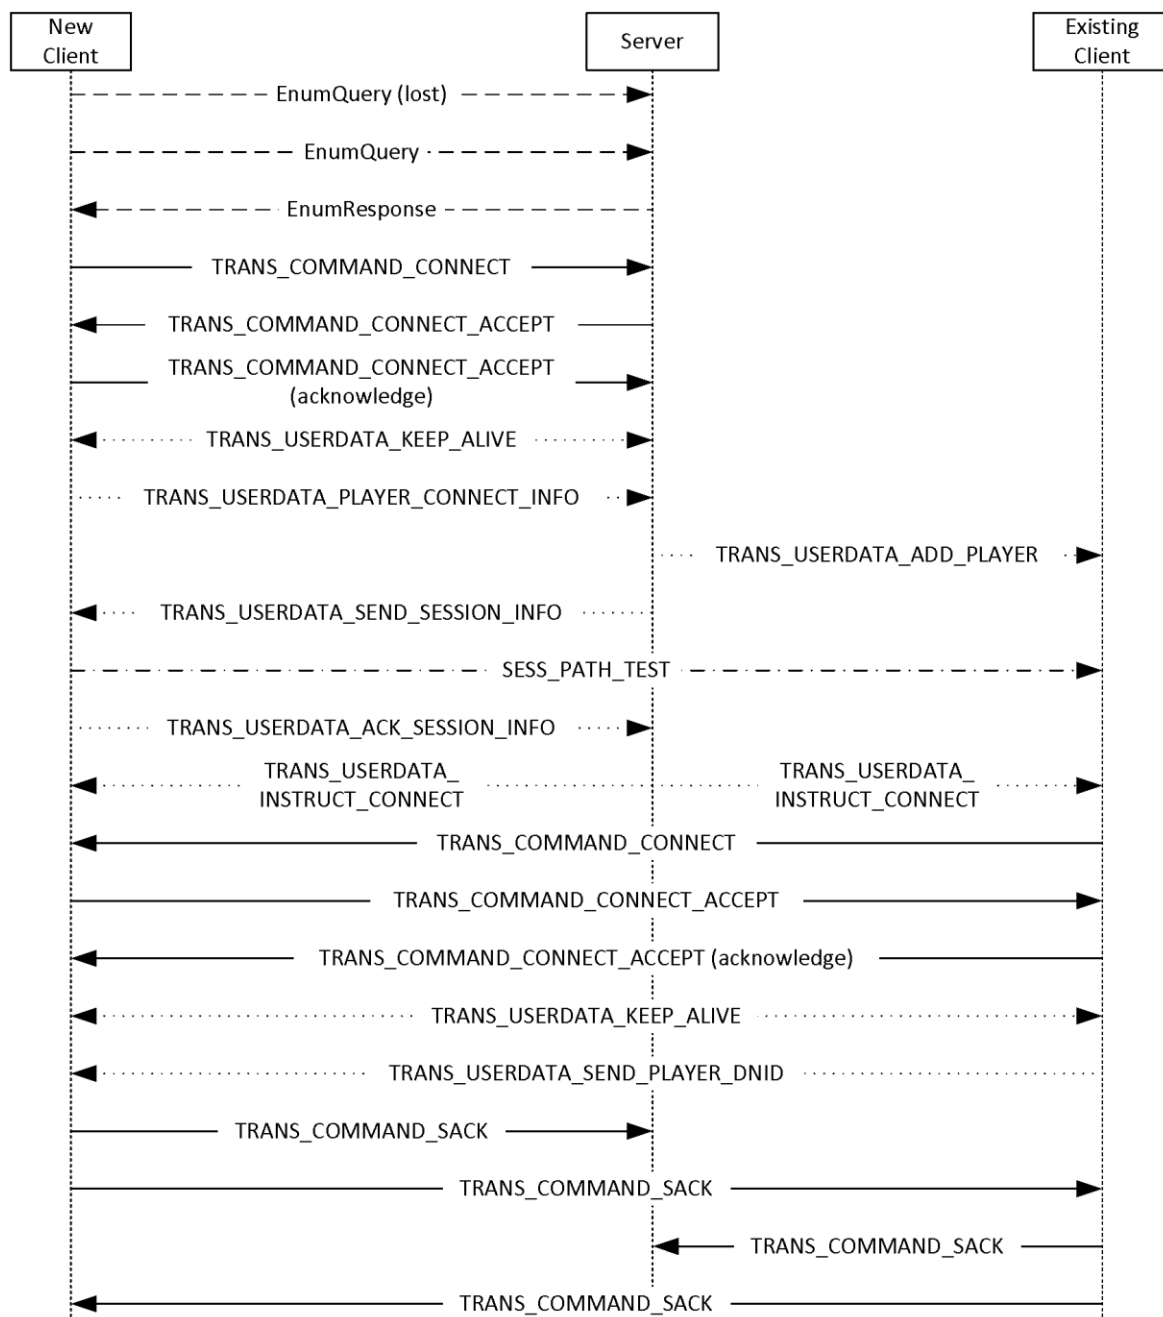 New
Client
Server
Existing
Client
EnumQuery (lost)
EnumQuery
EnumResponse
TRANS_COMMAND_CONNECT
TRANS_COMMAND_CONNECT_ACCEPT
TRANS_COMMAND_CONNECT_ACCEPT
(acknowledge)
TRANS_USERDATA_KEEP_ALIVE
TRANS_USERDATA_PLAYER_CONNECT_INFO
TRANS_USERDATA_ADD_PLAYER
TRANS_USERDATA_SEND_SESSION_INFO
SESS_PATH_TEST
TRANS_USERDATA_ACK_SESSION_INFO
TRANS_USERDATA_
INSTRUCT_CONNECT
TRANS_USERDATA_
INSTRUCT_CONNECT
TRANS_COMMAND_CONNECT
TRANS_COMMAND_CONNECT_ACCEPT
TRANS_COMMAND_CONNECT_ACCEPT (acknowledge)
TRANS_USERDATA_KEEP_ALIVE
TRANS_USERDATA_SEND_PLAYER_DNID
TRANS_COMMAND_SACK
TRANS_COMMAND_SACK
TRANS_COMMAND_SACK
TRANS_COMMAND_SACK